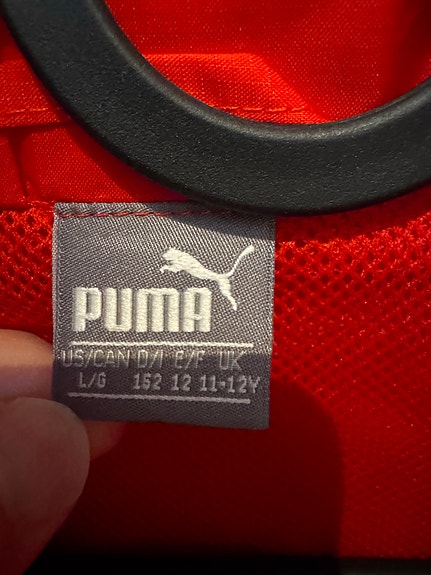 PUMA
US/CAN D/I E/F UK
L/G 152 12 11-12Y